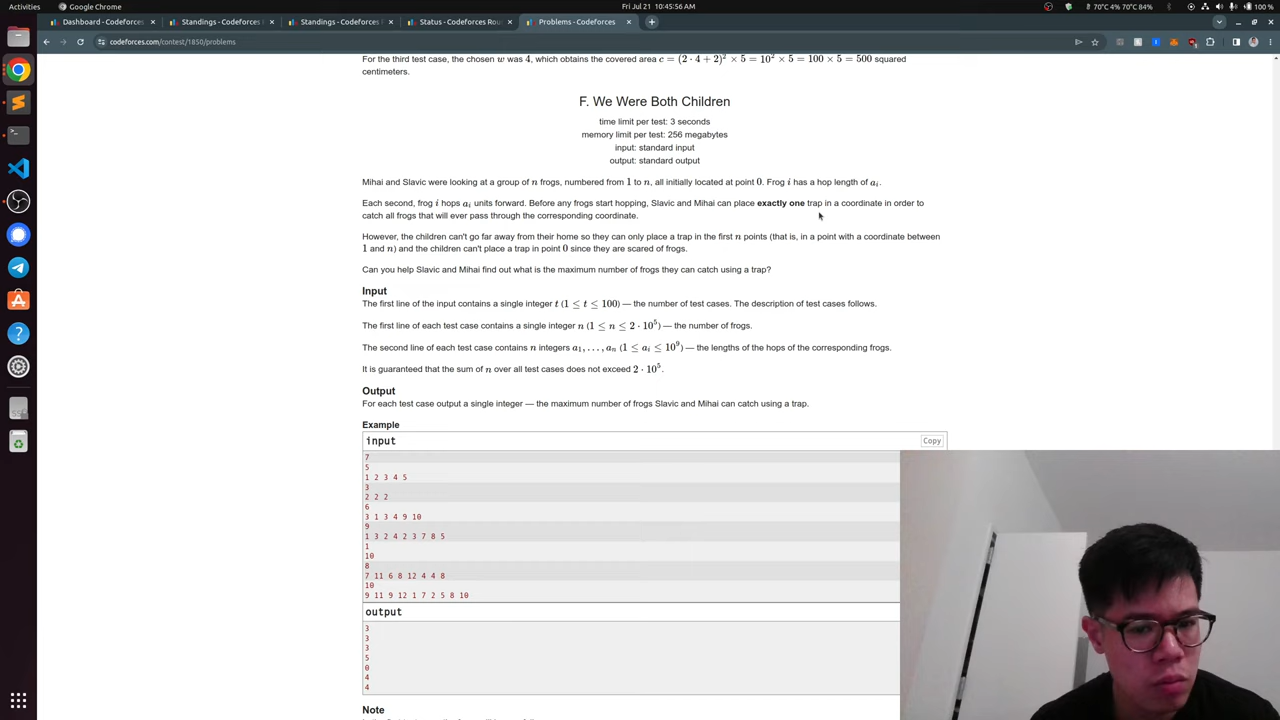 Activities
Google Chrome
Fri Jul 21 10:45:56 AM
70°C 4% 70°C 84%
100 %
Dashboard - Codeforces
Standings - Codeforces
Standings - Codeforces
Status - Codeforces Rou
Problems - Codeforces
codeforces.com/contest/1850/problems
For the third test case, the chosen w was 4, which obtains the covered area c = (2 · 4 + 2)² × 5 = 10² × 5 = 100 × 5 = 500 squared
centimeters.
F. We Were Both Children
time limit per test: 3 seconds
memory limit per test: 256 megabytes
input: standard input
output: standard output
Mihai and Slavic were looking at a group of n frogs, numbered from 1 to n, all initially located at point 0. Frog i has a hop length of aᵢ.
Each second, frog i hops aᵢ units forward. Before any frogs start hopping, Slavic and Mihai can place exactly one trap in a coordinate in order to
catch all frogs that will ever pass through the corresponding coordinate.
However, the children can't go far away from their home so they can only place a trap in the first n points (that is, in a point with a coordinate between
1 and n) and the children can't place a trap in point 0 since they are scared of frogs.
Can you help Slavic and Mihai find out what is the maximum number of frogs they can catch using a trap?
Input
The first line of the input contains a single integer t (1 ≤ t ≤ 100) — the number of test cases. The description of test cases follows.
The first line of each test case contains a single integer n (1 ≤ n ≤ 2 · 10⁵) — the number of frogs.
The second line of each test case contains n integers a₁, . . . , aₙ (1 ≤ aᵢ ≤ 10⁹) — the lengths of the hops of the corresponding frogs.
It is guaranteed that the sum of n over all test cases does not exceed 2 · 10⁵.
Output
For each test case output a single integer — the maximum number of frogs Slavic and Mihai can catch using a trap.
Example
input
Copy
7
5
1 2 3 4 5
3
2 2 2
6
3 1 3 4 9 10
9
1 3 2 4 2 3 7 8 5
1
10
8
7 11 6 8 12 4 4 8
10
9 11 9 12 1 7 2 5 8 10
output
3
3
3
5
0
4
4
Note